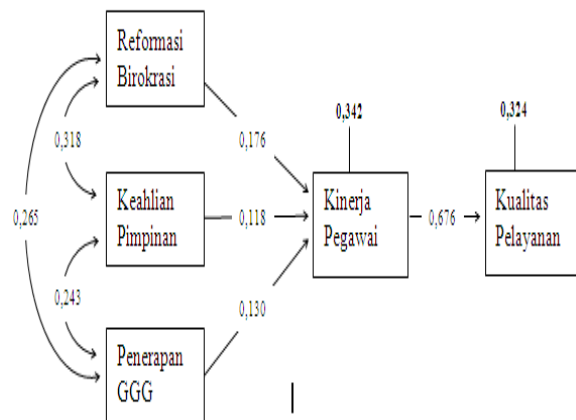 Reformasi
Birokrasi
0,342
0,324
0,318
0,176
0,265
Keahlian
Pimpinan
0,118
Kinerja
Pegawai
0,676
Kualitas
Pelayanan
0,243
0,130
Penerapan
GGG